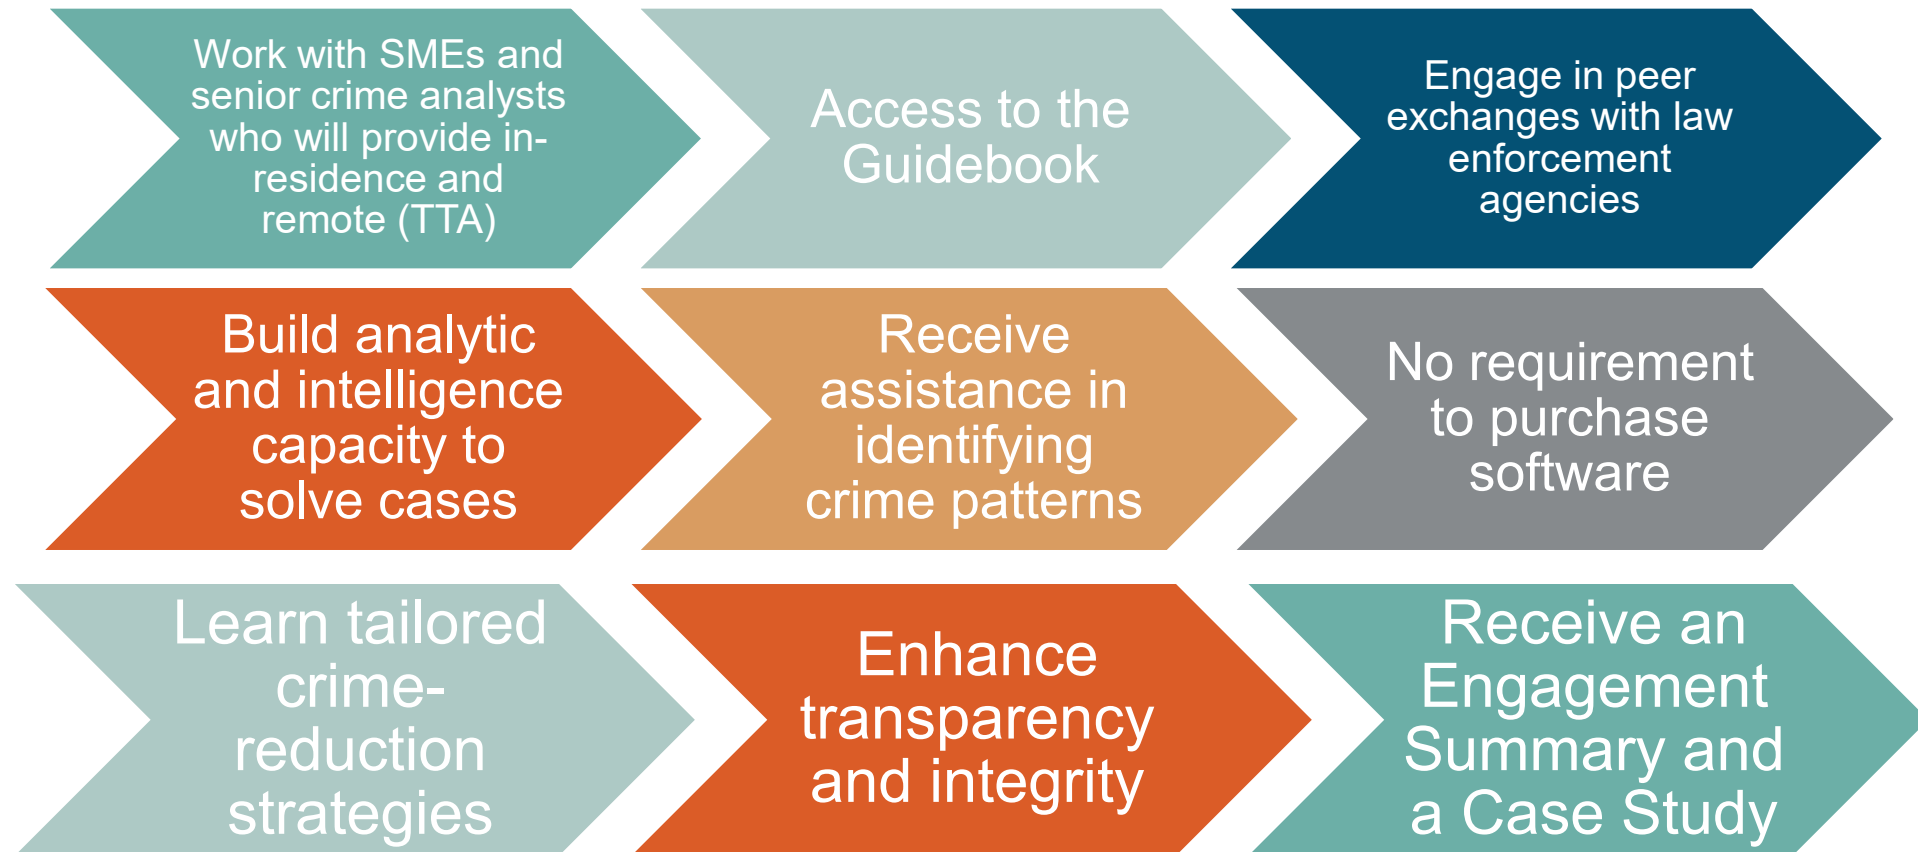 Work with SMEs and
senior crime analysts
who will provide in-
residence and
remote (TTA)
Access to the
Guidebook
Engage in peer
exchanges with law
enforcement
agencies
Build analytic
and intelligence
capacity to
solve cases
Receive
assistance in
identifying
crime patterns
No requirement
to purchase
software
Learn tailored
crime-
reduction
strategies
Enhance
transparency
and integrity
Receive an
Engagement
Summary and
a Case Study